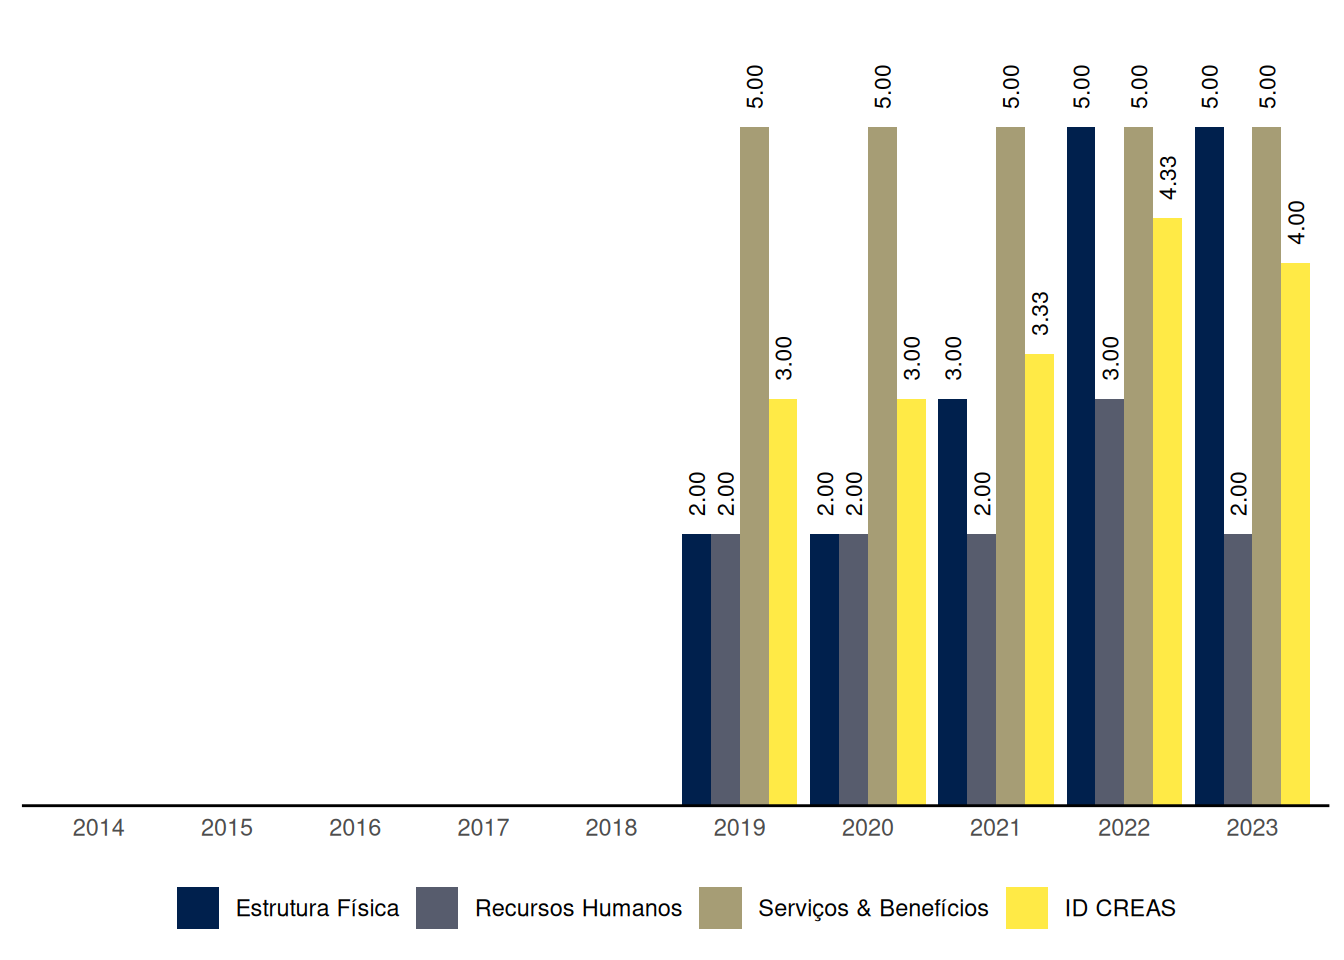 5.00 5.00 5.00 5.00 5.00 5.00 5.00
4.33
4.00
3.33
3.00 3.00 3.00 3.00
2.00 2.00 2.00 2.00 2.00 2.00
2014 2015 2016 2017 2018 2019 2020 2021 2022 2023
Estrutura Física Recursos Humanos Serviços & Benefícios ID CREAS